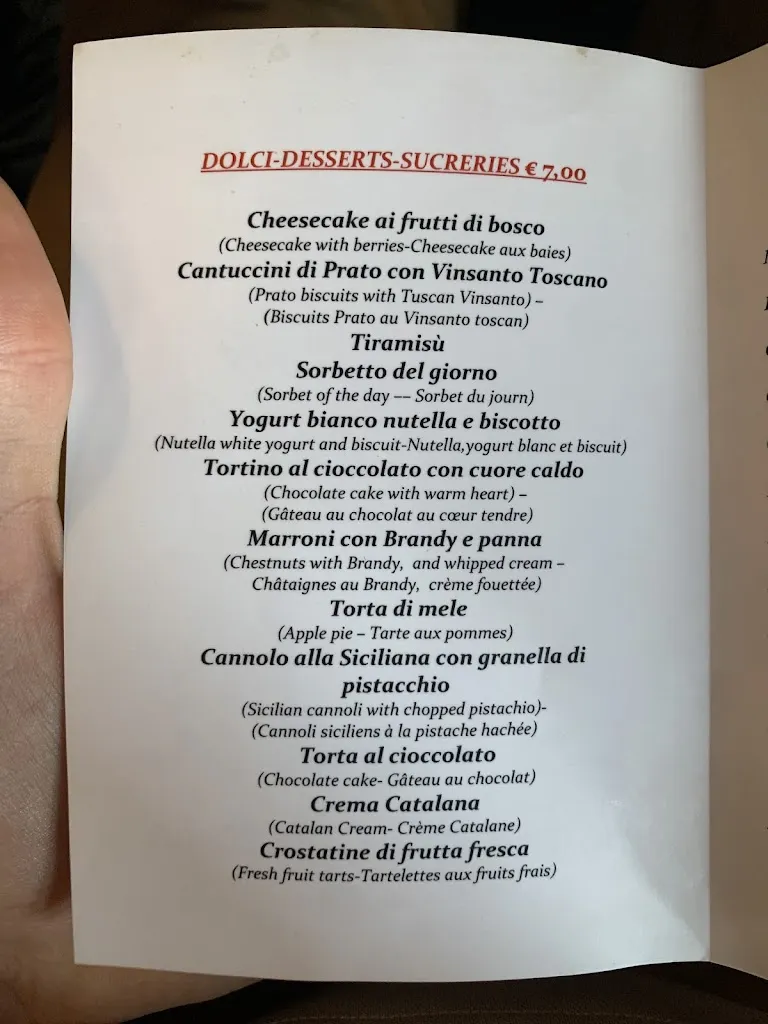 DOLCI-DESSERTS-SUCRERIES € 7,00
Cheesecake ai frutti di bosco
(Cheesecake with berries-Cheesecake aux baies)
Cantuccini di Prato con Vinsanto Toscano
(Prato biscuits with Tuscan Vinsanto) –
(Biscuits Prato au Vinsanto toscan)
Tiramisù
Sorbetto del giorno
(Sorbet of the day –– Sorbet du journ)
Yogurt bianco nutella e biscotto
(Nutella white yogurt and biscuit-Nutella,yogurt blanc et biscuit)
Tortino al cioccolato con cuore caldo
(Chocolate cake with warm heart) –
(Gâteau au chocolat au cœur tendre)
Marroni con Brandy e panna
(Chestnuts with Brandy, and whipped cream –
Châtaignes au Brandy, crème fouettée)
Torta di mele
(Apple pie – Tarte aux pommes)
Cannolo alla Siciliana con granella di
pistacchio
(Sicilian cannoli with chopped pistachio)-
(Cannoli siciliens à la pistache hachée)
Torta al cioccolato
(Chocolate cake- Gâteau au chocolat)
Crema Catalana
(Catalan Cream- Crème Catalane)
Crostatine di frutta fresca
(Fresh fruit tarts-Tartelettes aux fruits frais)